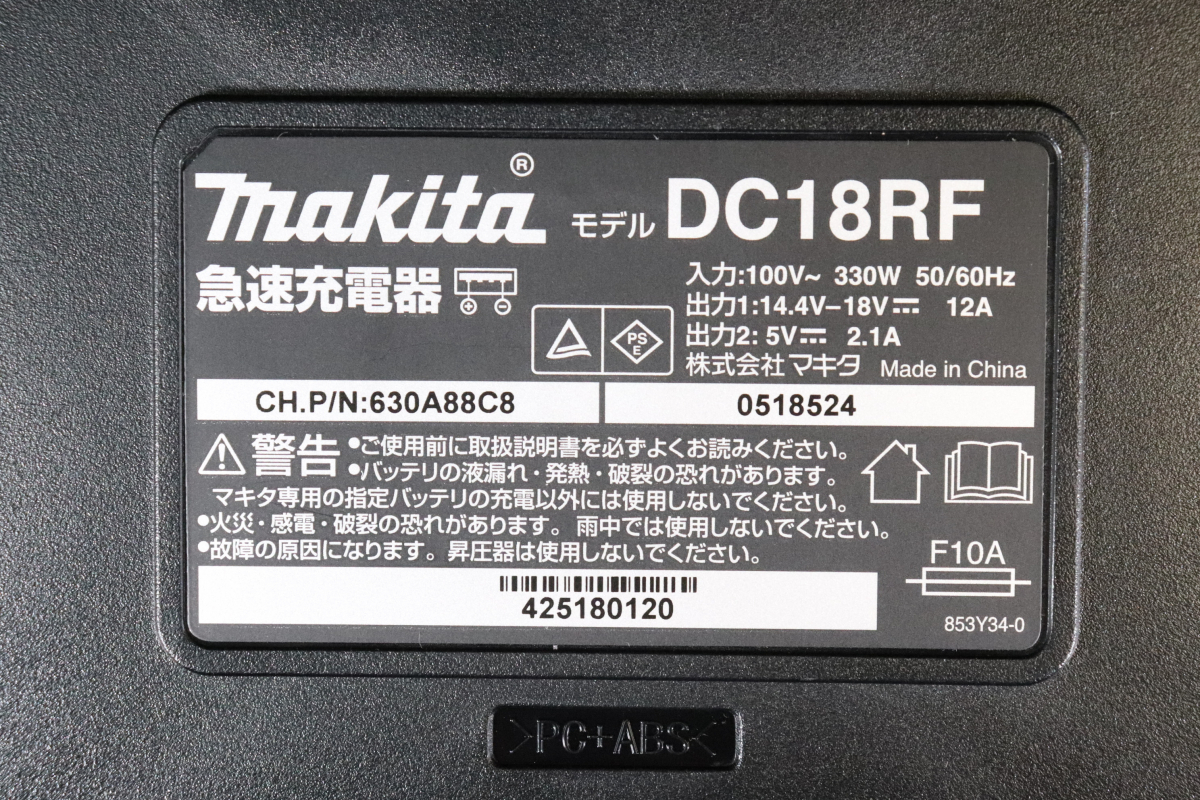 makita®
モデル DC18RF
急速充電器
入力:100V~ 330W 50/60Hz
出力1:14.4V–18V⎓ 12A
出力2: 5V⎓ 2.1A
PS
E
株式会社マキタ Made in China
CH.P/N:630A88C8
0518524
警告
●ご使用前に取扱説明書を必ずよくお読みください。
●バッテリの液漏れ・発熱・破裂の恐れがあります。
マキタ専用の指定バッテリの充電以外には使用しないでください。
●火災・感電・破裂の恐れがあります。雨中では使用しないでください。
●故障の原因になります。昇圧器は使用しないでください。
F10A
425180120
853Y34-0
>PC+ABS<